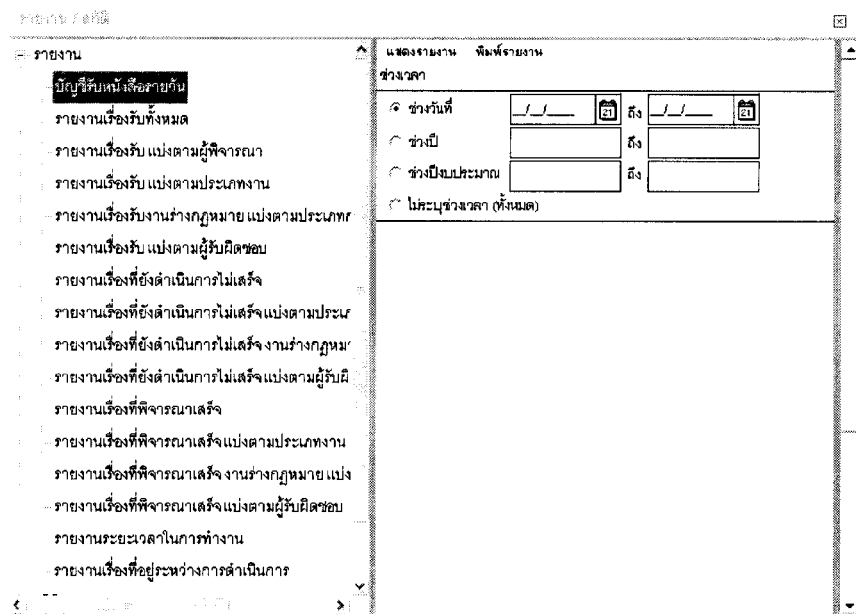 รายงาน / สถิติ
รายงาน
บัญชีรับหนังสือรายวัน
รายงานเรื่องรับทั้งหมด
รายงานเรื่องรับ แบ่งตามผู้พิจารณา
รายงานเรื่องรับ แบ่งตามประเภทงาน
รายงานเรื่องรับงานร่างกฎหมาย แบ่งตามประเภท
รายงานเรื่องรับ แบ่งตามผู้รับผิดชอบ
รายงานเรื่องที่ยังดำเนินการไม่เสร็จ
รายงานเรื่องที่ยังดำเนินการไม่เสร็จ แบ่งตามประเภ
รายงานเรื่องที่ยังดำเนินการไม่เสร็จ งานร่างกฎหมา
รายงานเรื่องที่ยังดำเนินการไม่เสร็จ แบ่งตามผู้รับผิ
รายงานเรื่องที่พิจารณาเสร็จ
รายงานเรื่องที่พิจารณาเสร็จ แบ่งตามประเภทงาน
รายงานเรื่องที่พิจารณาเสร็จ งานร่างกฎหมาย แบ่ง
รายงานเรื่องที่พิจารณาเสร็จ แบ่งตามผู้รับผิดชอบ
รายงานระยะเวลาในการทำงาน
รายงานเรื่องที่อยู่ระหว่างการดำเนินการ
แสดงรายงาน พิมพ์รายงาน
ช่วงเวลา
ช่วงวันที่ _/_/___ 21 ถึง _/_/___ 21
ช่วงปี ถึง
ช่วงปีงบประมาณ ถึง
ไม่ระบุช่วงเวลา (ทั้งหมด)